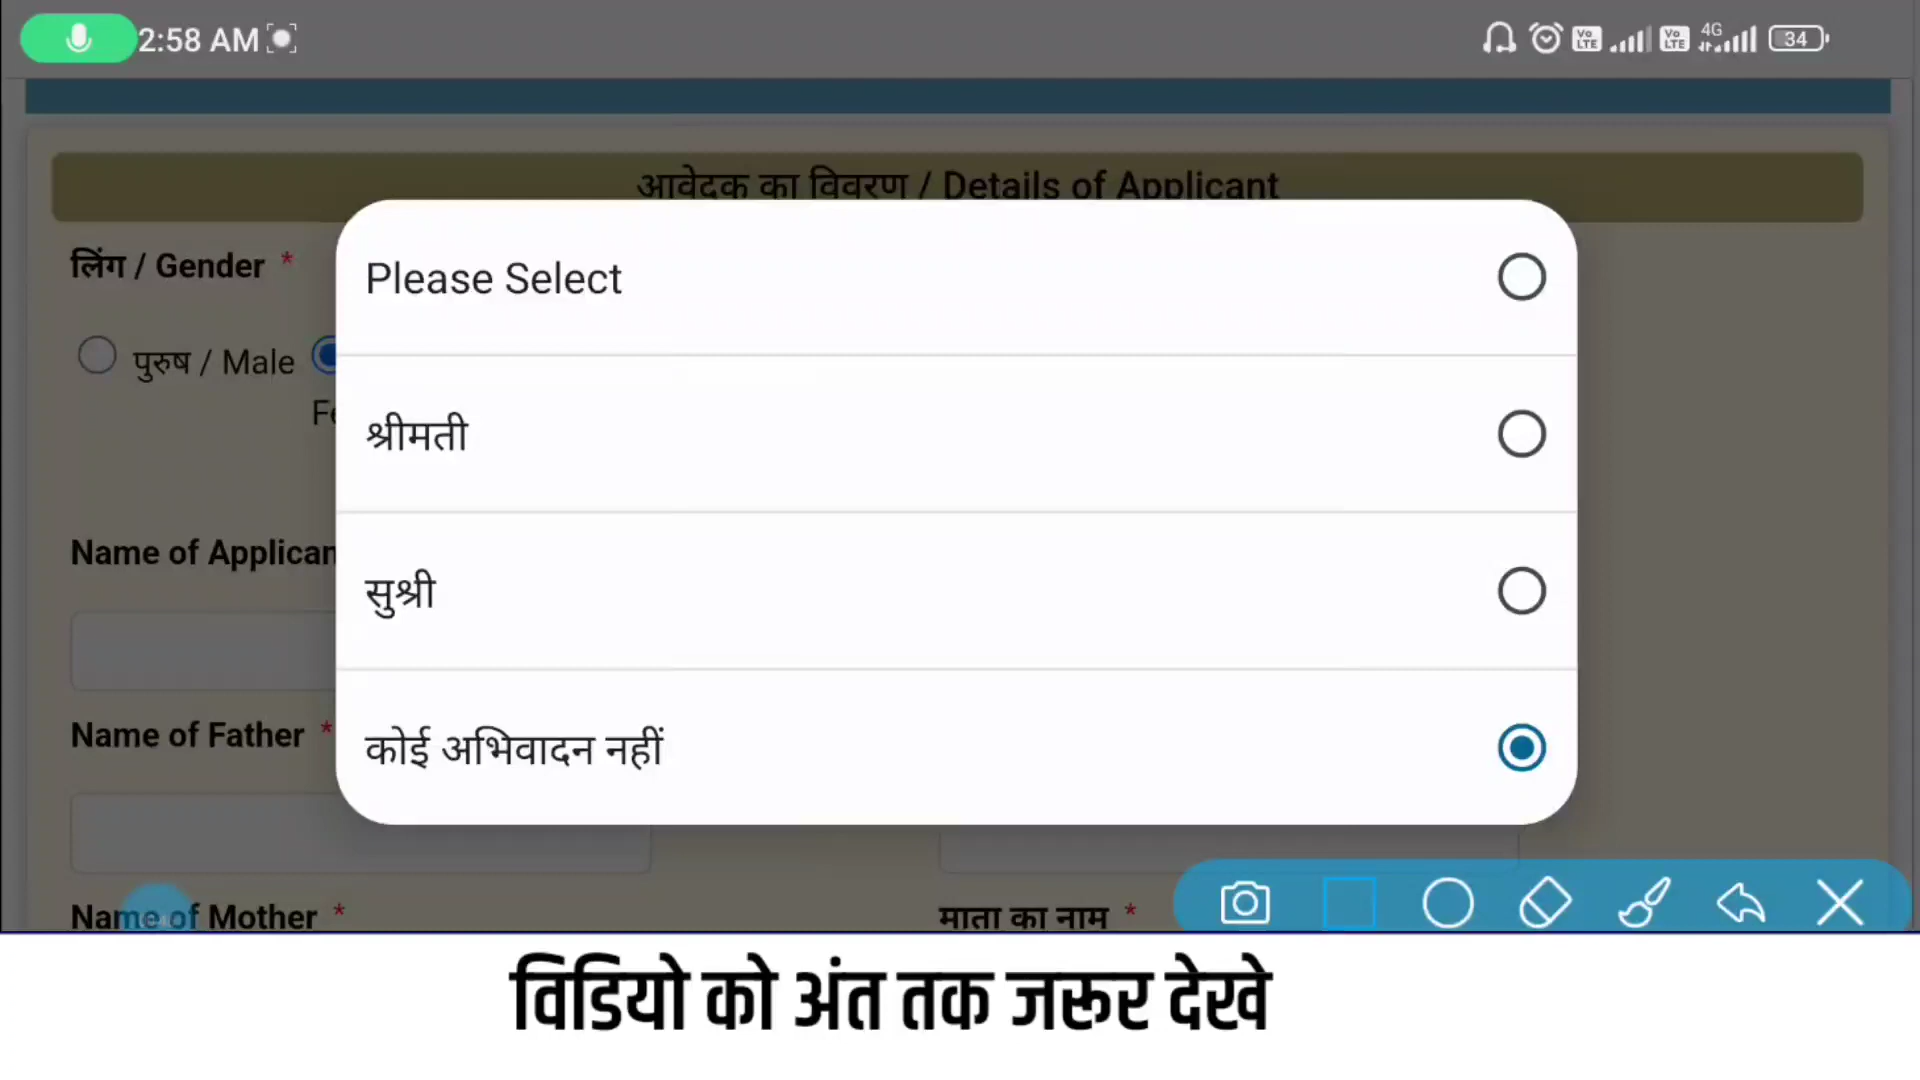 2:58 AM
4G
34
आवेदक का विवरण / Details of Applicant
लिंग / Gender *
Please Select
पुरुष / Male
श्रीमती
Name of Applican
सुश्री
Name of Father *
कोई अभिवादन नहीं
Name of Mother *
माता का नाम *
विडियो को अंत तक जरूर देखे